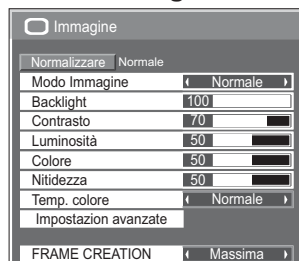 Immagine
Normalizzare Normale
Modo Immagine Normale
Backlight 100
Contrasto 70
Luminosità 50
Colore 50
Nitidezza 50
Temp. colore Normale
Impostazion avanzate
FRAME CREATION Massima